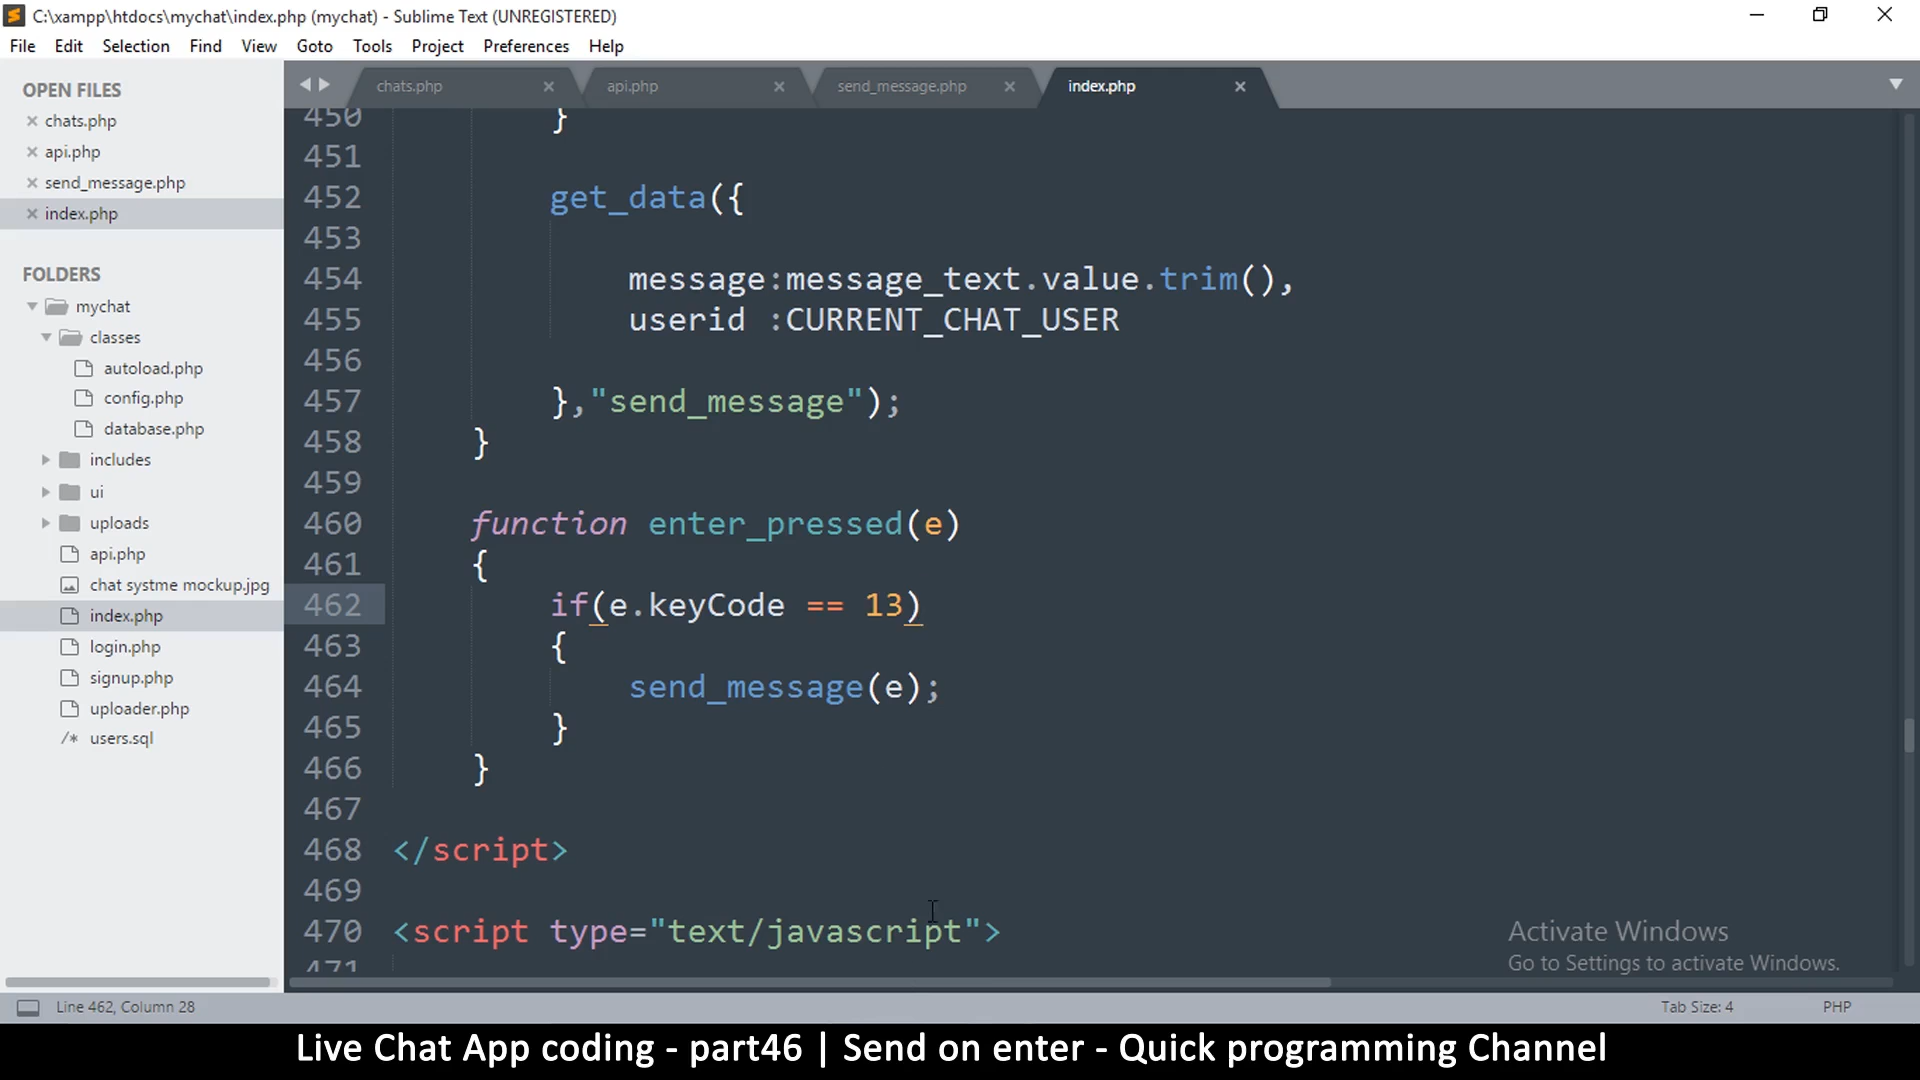 C:\xampp\htdocs\mychat\index.php (mychat) - Sublime Text (UNREGISTERED)
File Edit Selection Find View Goto Tools Project Preferences Help
OPEN FILES
chats.php
api.php
send_message.php
index.php
FOLDERS
mychat
classes
autoload.php
config.php
database.php
includes
ui
uploads
api.php
chat systme mockup.jpg
index.php
login.php
signup.php
uploader.php
/* users.sql
chats.php api.php send_message.php index.php
450 }
451
452 get_data({
453
454 message:message_text.value.trim(),
455 userid :CURRENT_CHAT_USER
456
457 },"send_message");
458 }
459
460 function enter_pressed(e)
461 {
462 if(e.keyCode == 13)
463 {
464 send_message(e);
465 }
466 }
467
468 </script>
469
470 <script type="text/javascript">
471
Activate Windows
Go to Settings to activate Windows.
Line 462, Column 28 Tab Size: 4 PHP
Live Chat App coding - part46 | Send on enter - Quick programming Channel